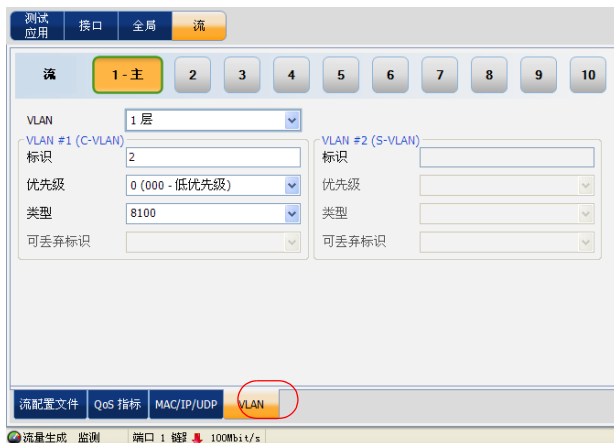 测试应用 接口 全局 流
流 1 - 主 2 3 4 5 6 7 8 9 10
VLAN 1 层
VLAN #1 (C-VLAN) VLAN #2 (S-VLAN)
标识 2 标识
优先级 0 (000 - 低优先级) 优先级
类型 8100 类型
可丢弃标识 可丢弃标识
流配置文件 QoS 指标 MAC/IP/UDP VLAN
流量生成 监测 端口 1 100Mbit/s